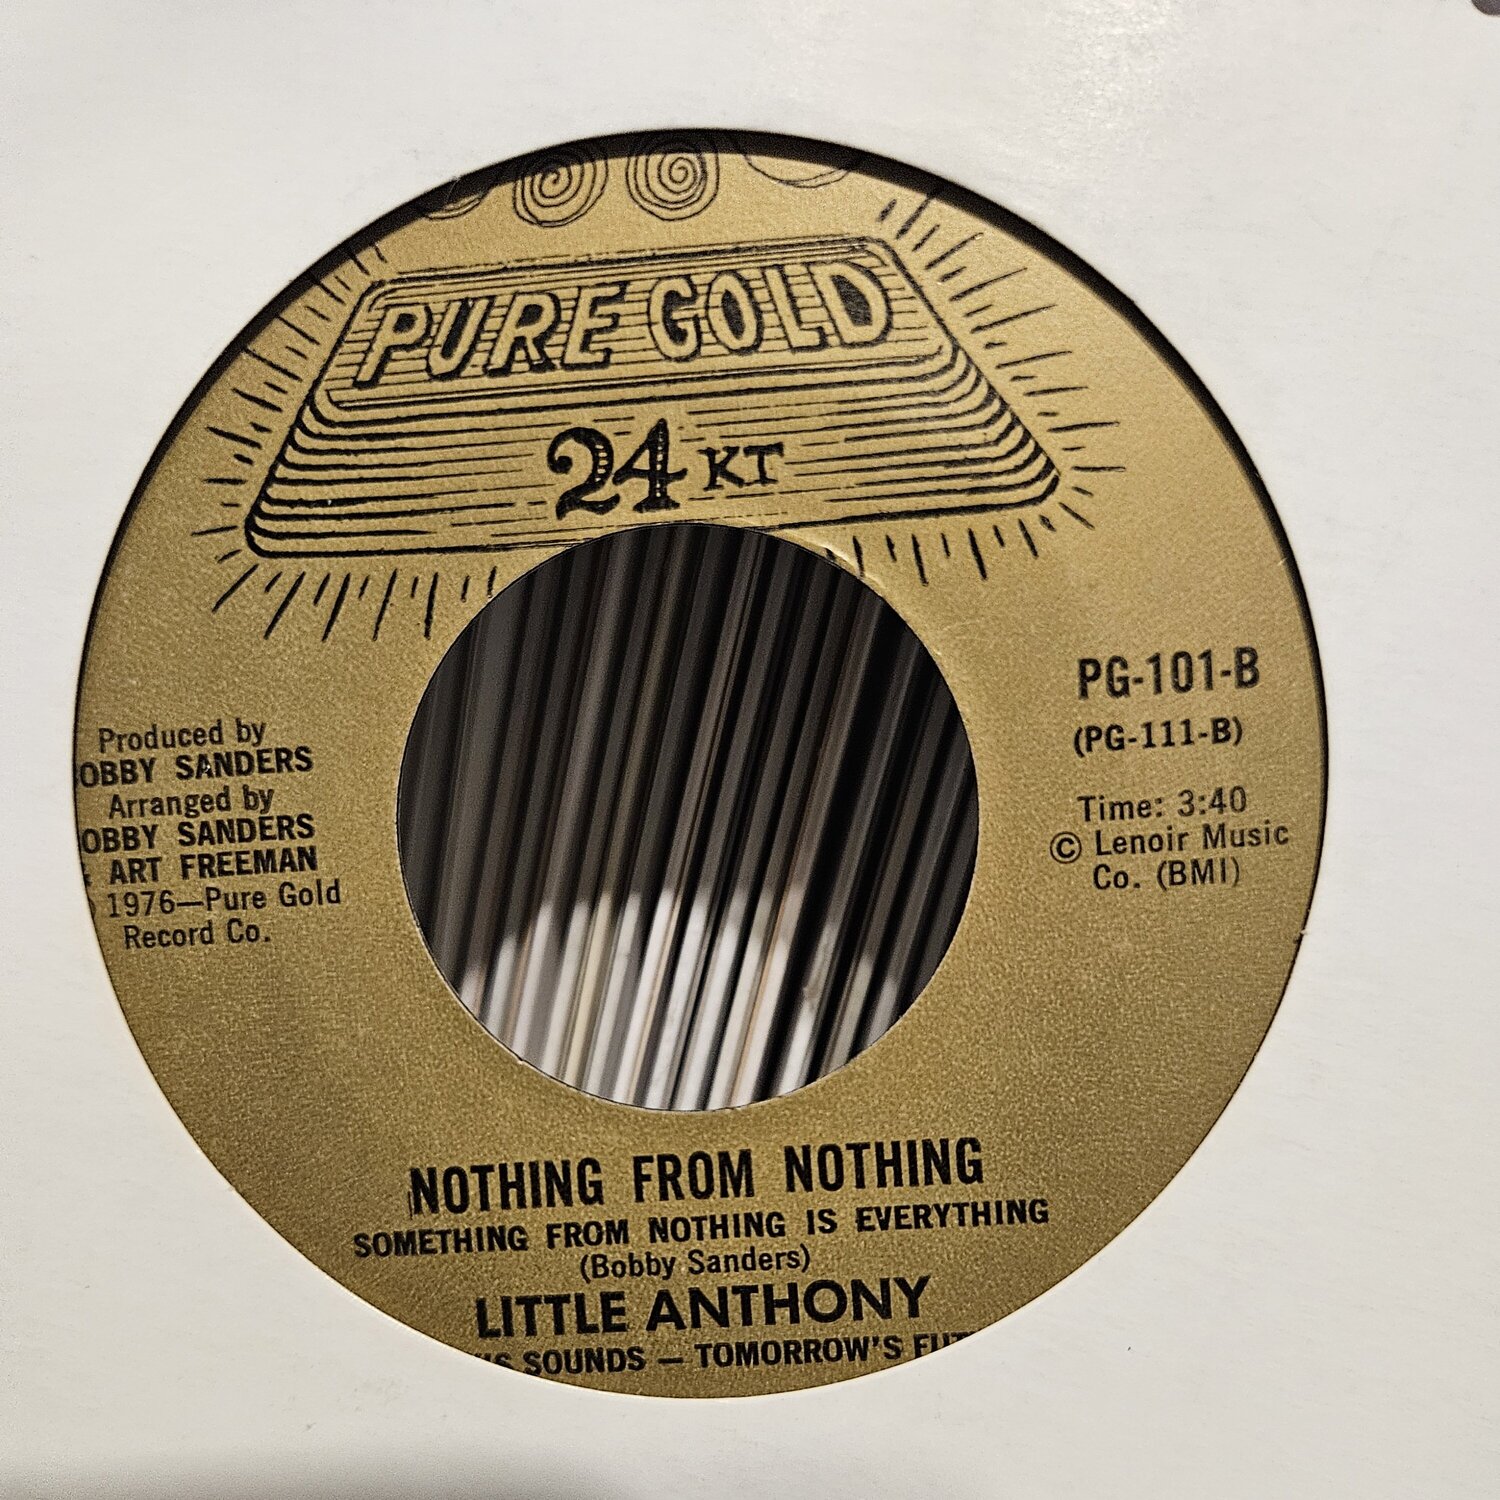 PURE GOLD
24 KT
PG-101-B
(PG-111-B)
Time: 3:40
© Lenoir Music
Co. (BMI)
Produced by
OBBY SANDERS
Arranged by
OBBY SANDERS
ART FREEMAN
1976—Pure Gold
Record Co.
NOTHING FROM NOTHING
SOMETHING FROM NOTHING IS EVERYTHING
(Bobby Sanders)
LITTLE ANTHONY
SOUNDS — TOMORROW'S